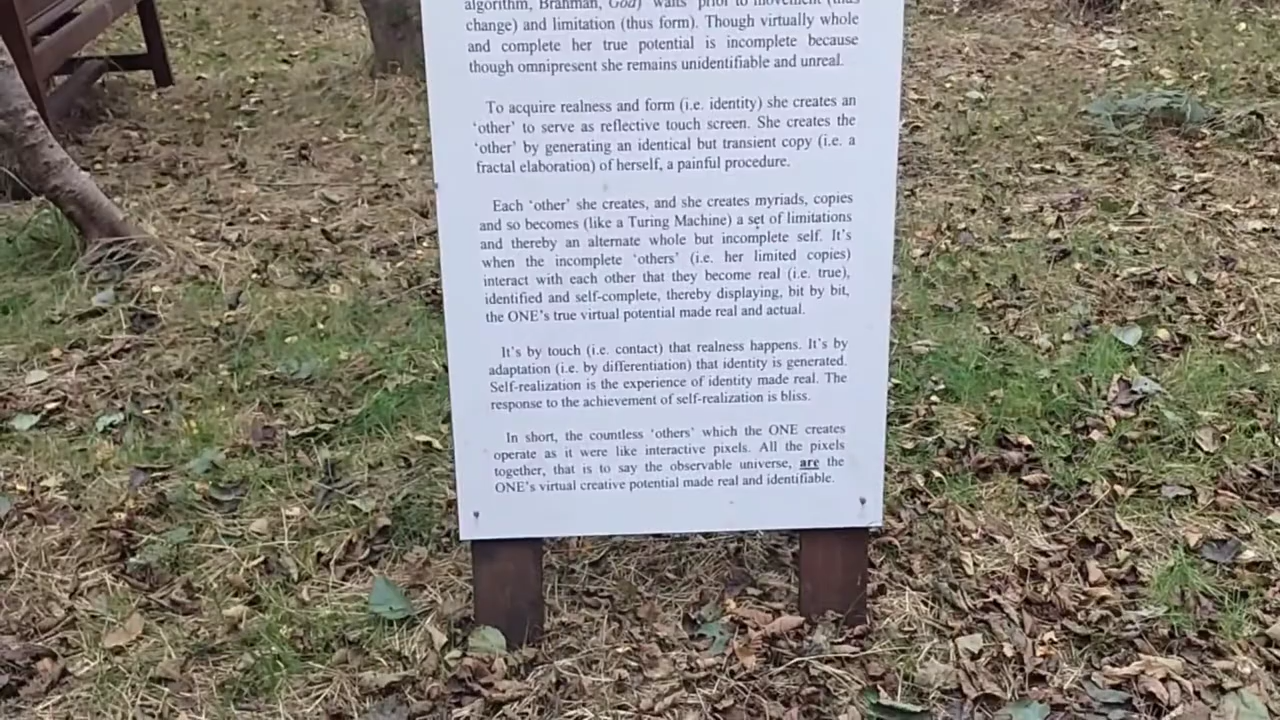 algorithm, Brahman, God) waits prior to movement (thus
change) and limitation (thus form). Though virtually whole
and complete her true potential is incomplete because
though omnipresent she remains unidentifiable and unreal.
To acquire realness and form (i.e. identity) she creates an
‘other’ to serve as reflective touch screen. She creates the
‘other’ by generating an identical but transient copy (i.e. a
fractal elaboration) of herself, a painful procedure.
Each ‘other’ she creates, and she creates myriads, copies
and so becomes (like a Turing Machine) a set of limitations
and thereby an alternate whole but incomplete self. It’s
when the incomplete ‘others’ (i.e. her limited copies)
interact with each other that they become real (i.e. true),
identified and self-complete, thereby displaying, bit by bit,
the ONE’s true virtual potential made real and actual.
It’s by touch (i.e. contact) that realness happens. It’s by
adaptation (i.e. by differentiation) that identity is generated.
Self-realization is the experience of identity made real. The
response to the achievement of self-realization is bliss.
In short, the countless ‘others’ which the ONE creates
operate as it were like interactive pixels. All the pixels
together, that is to say the observable universe, are the
ONE’s virtual creative potential made real and identifiable.